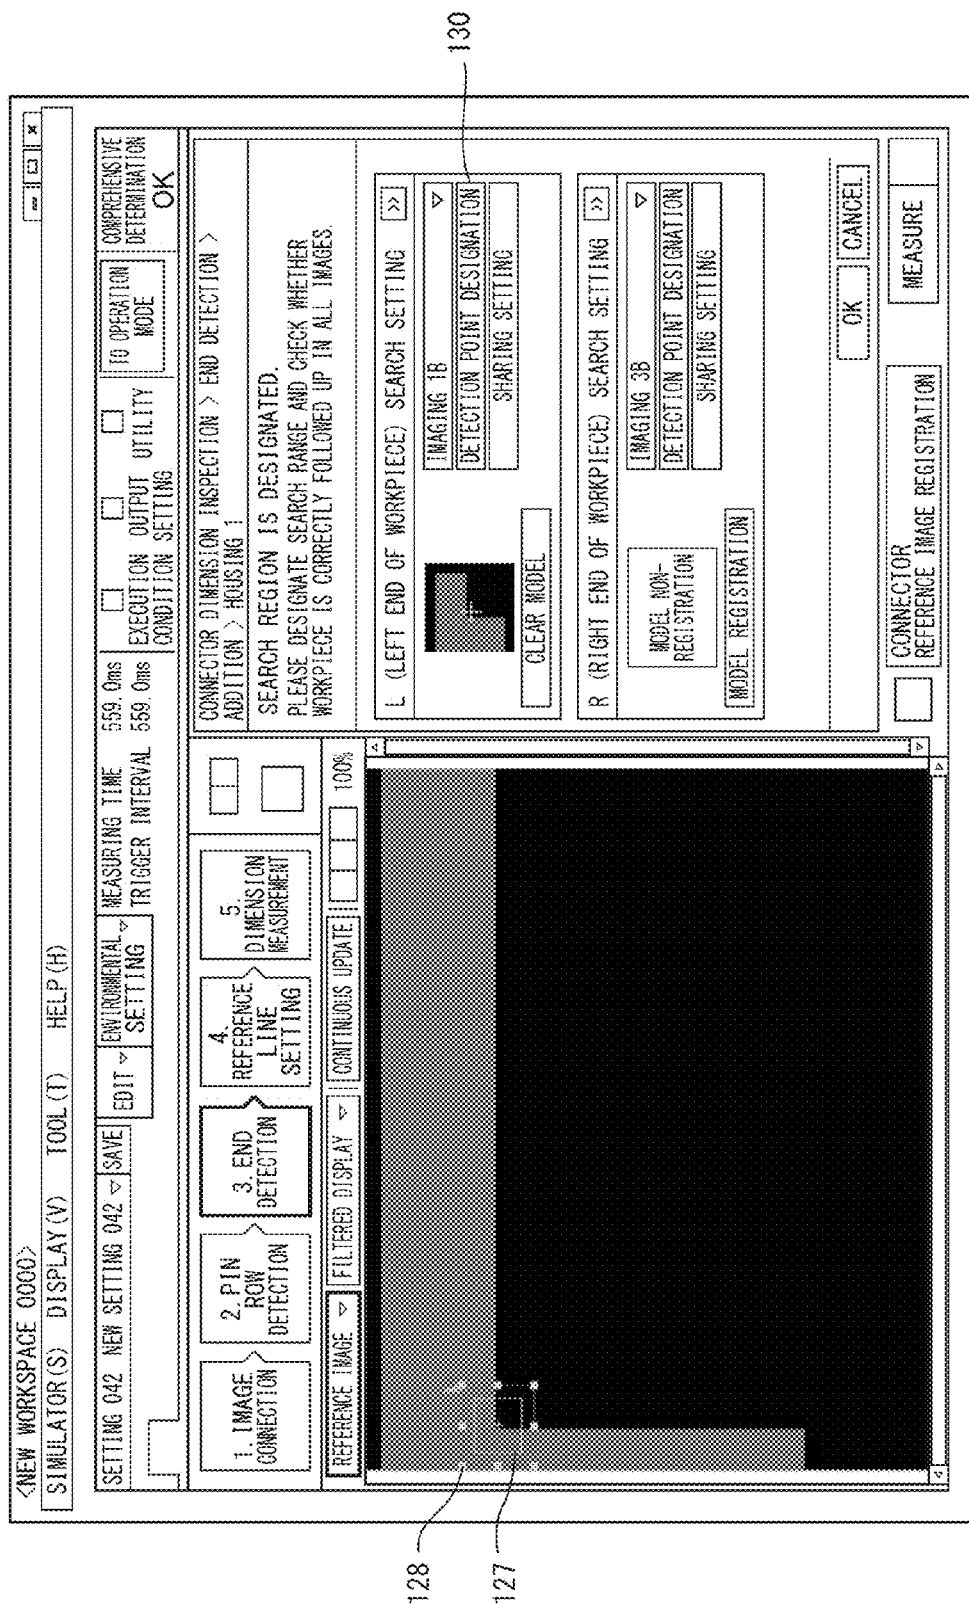 <NEW WORKSPACE 0000>
SIMULATOR(S) DISPLAY(V) TOOL(T) HELP(H)
SETTING 042 NEW SETTING 042 SAVE
EDIT
ENVIRONMENTAL
SETTING
MEASURING TIME 559.0ms
TRIGGER INTERVAL 559.0ms
EXECUTION
CONDITION
OUTPUT
SETTING
UTILITY
TO OPERATION
MODE
COMPREHENSIVE
DETERMINATION
OK
1. IMAGE
CONNECTION
2. PIN
ROW
DETECTION
3. END
DETECTION
4.
REFERENCE
LINE
SETTING
5.
DIMENSION
MEASUREMENT
REFERENCE IMAGE
FILTERED DISPLAY
CONTINUOUS UPDATE
100%
CONNECTOR DIMENSION INSPECTION > END DETECTION >
ADDITION > HOUSING 1
SEARCH REGION IS DESIGNATED.
PLEASE DESIGNATE SEARCH RANGE AND CHECK WHETHER
WORKPIECE IS CORRECTLY FOLLOWED UP IN ALL IMAGES.
L (LEFT END OF WORKPIECE) SEARCH SETTING >>
IMAGING 1B
DETECTION POINT DESIGNATION
SHARING SETTING
CLEAR MODEL
R (RIGHT END OF WORKPIECE) SEARCH SETTING >>
MODEL NON-
REGISTRATION
IMAGING 3B
DETECTION POINT DESIGNATION
SHARING SETTING
MODEL REGISTRATION
OK CANCEL
CONNECTOR
REFERENCE IMAGE REGISTRATION
MEASURE
128
127
130